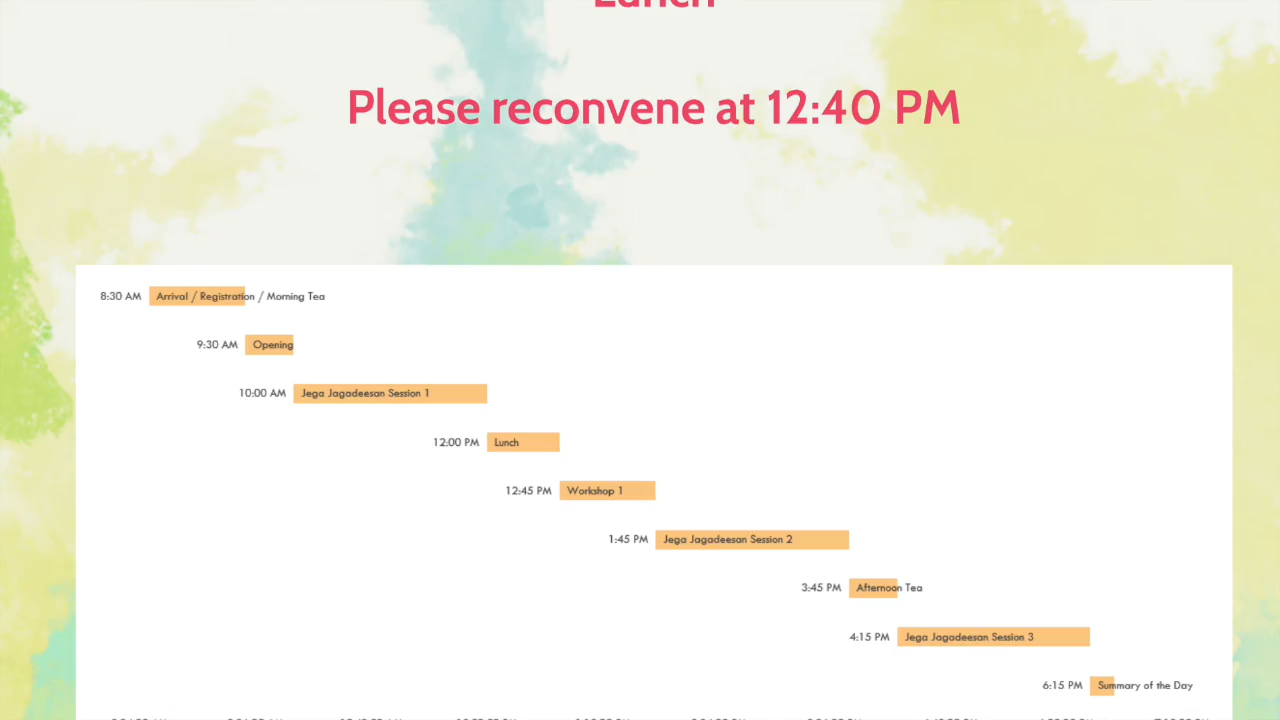 Lunch
Please reconvene at 12:40 PM
8:30 AM Arrival / Registration / Morning Tea
9:30 AM Opening
10:00 AM Jega Jagadeesan Session 1
12:00 PM Lunch
12:45 PM Workshop 1
1:45 PM Jega Jagadeesan Session 2
3:45 PM Afternoon Tea
4:15 PM Jega Jagadeesan Session 3
6:15 PM Summary of the Day